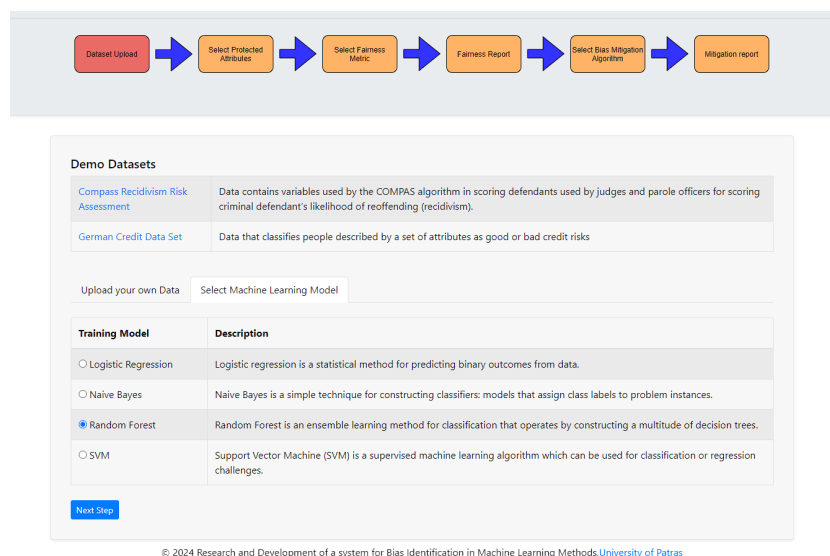 Dataset Upload
Select Protected
Attributes
Select Fairness
Metric
Fairness Report
Select Bias Mitigation
Algorithm
Mitigation report
Demo Datasets
Compass Recidivism Risk
Assessment
Data contains variables used by the COMPAS algorithm in scoring defendants used by judges and parole officers for scoring
criminal defendant's likelihood of reoffending (recidivism).
German Credit Data Set
Data that classifies people described by a set of attributes as good or bad credit risks
Upload your own Data
Select Machine Learning Model
Training Model
Description
Logistic Regression
Logistic regression is a statistical method for predicting binary outcomes from data.
Naive Bayes
Naive Bayes is a simple technique for constructing classifiers: models that assign class labels to problem instances.
Random Forest
Random Forest is an ensemble learning method for classification that operates by constructing a multitude of decision trees.
SVM
Support Vector Machine (SVM) is a supervised machine learning algorithm which can be used for classification or regression
challenges.
Next Step
© 2024 Research and Development of a system for Bias Identification in Machine Learning Methods.University of Patras